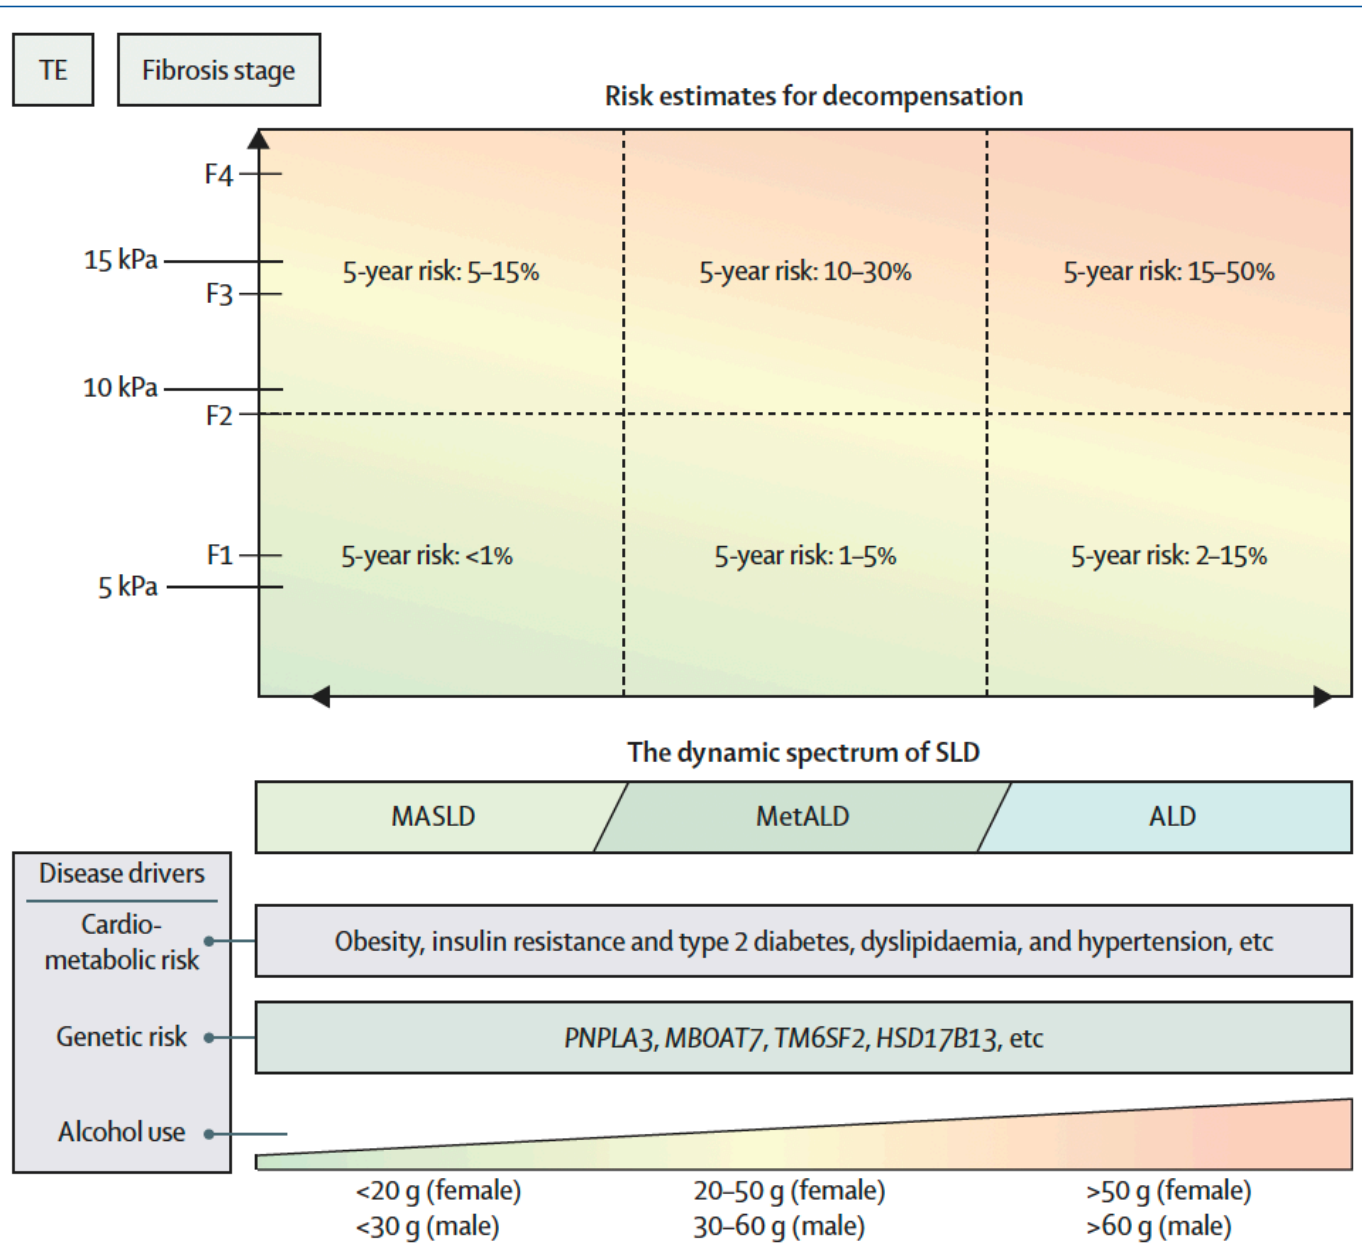 TE
Fibrosis stage
Risk estimates for decompensation
F4
15 kPa
5-year risk: 5–15%
5-year risk: 10–30%
5-year risk: 15–50%
F3
10 kPa
F2
F1
5-year risk: <1%
5-year risk: 1–5%
5-year risk: 2–15%
5 kPa
The dynamic spectrum of SLD
MASLD
MetALD
ALD
Disease drivers
Cardio-
metabolic risk
Obesity, insulin resistance and type 2 diabetes, dyslipidaemia, and hypertension, etc
Genetic risk
PNPLA3, MBOAT7, TM6SF2, HSD17B13, etc
Alcohol use
<20 g (female)
<30 g (male)
20–50 g (female)
30–60 g (male)
>50 g (female)
>60 g (male)